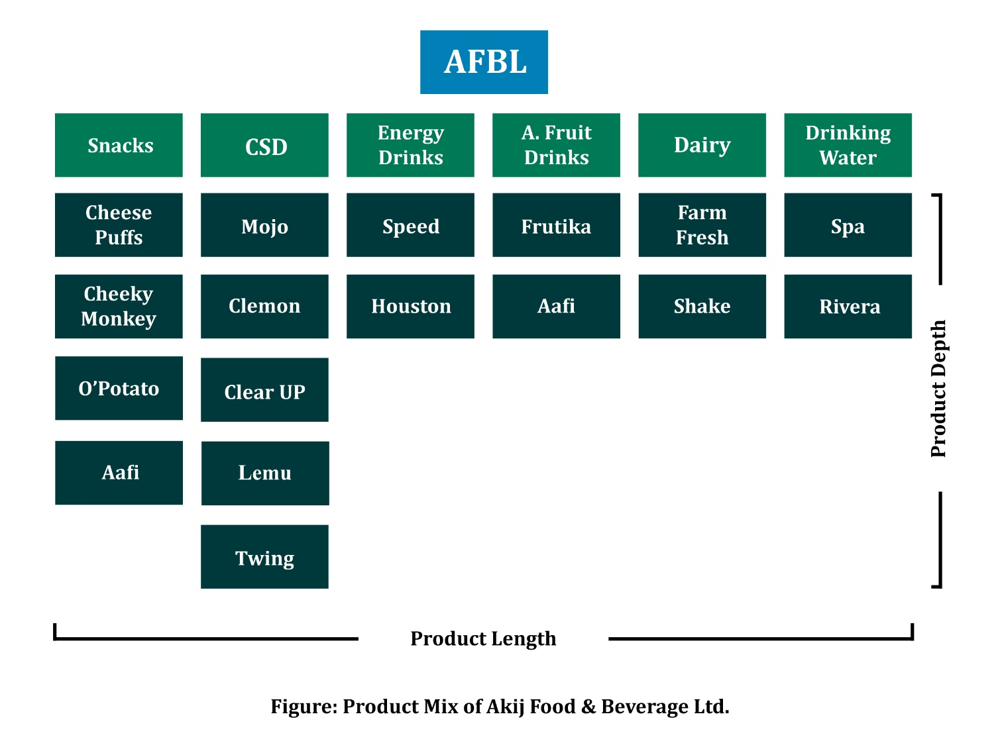 AFBL
Snacks
CSD
Energy
Drinks
A. Fruit
Drinks
Dairy
Drinking
Water
Cheese
Puffs
Mojo
Speed
Frutika
Farm
Fresh
Spa
Cheeky
Monkey
Clemon
Houston
Aafi
Shake
Rivera
O’Potato
Clear UP
Aafi
Lemu
Twing
Product Depth
Product Length
Figure: Product Mix of Akij Food & Beverage Ltd.